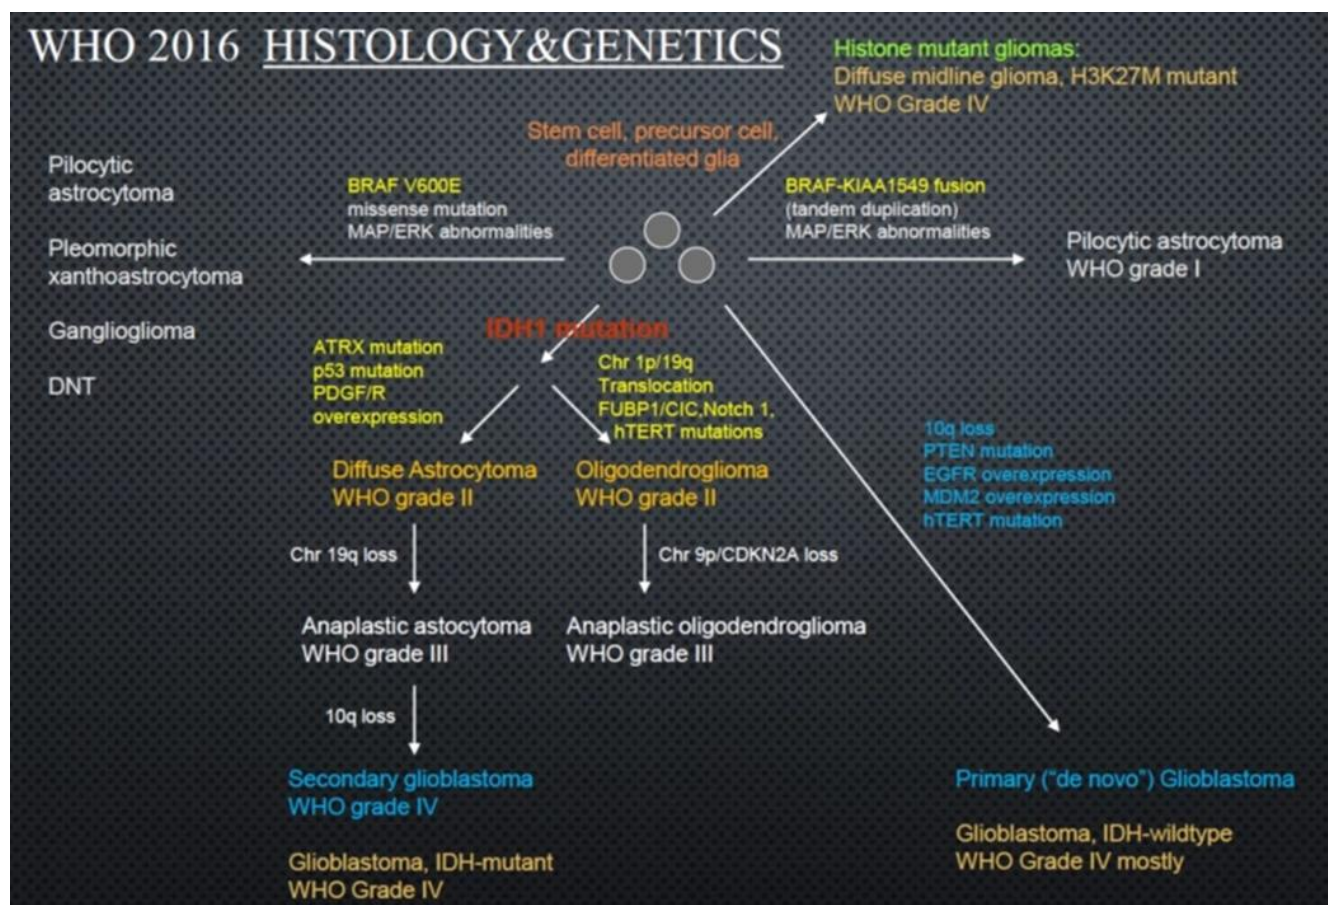 WHO 2016 HISTOLOGY&GENETICS
Histone mutant gliomas:
Diffuse midline glioma, H3K27M mutant
WHO Grade IV
Stem cell, precursor cell,
differentiated glia
Pilocytic
astrocytoma
Pleomorphic
xanthoastrocytoma
Ganglioglioma
DNT
BRAF V600E
missense mutation
MAP/ERK abnormalities
BRAF-KIAA1549 fusion
(tandem duplication)
MAP/ERK abnormalities
Pilocytic astrocytoma
WHO grade I
IDH1 mutation
ATRX mutation
p53 mutation
PDGF/R
overexpression
Chr 1p/19q
Translocation
FUBP1/CIC,Notch 1,
hTERT mutations
10q loss
PTEN mutation
EGFR overexpression
MDM2 overexpression
hTERT mutation
Diffuse Astrocytoma
WHO grade II
Oligodendroglioma
WHO grade II
Chr 19q loss
Chr 9p/CDKN2A loss
Anaplastic astocytoma
WHO grade III
Anaplastic oligodendroglioma
WHO grade III
10q loss
Secondary glioblastoma
WHO grade IV
Glioblastoma, IDH-mutant
WHO Grade IV
Primary (“de novo”) Glioblastoma
Glioblastoma, IDH-wildtype
WHO Grade IV mostly